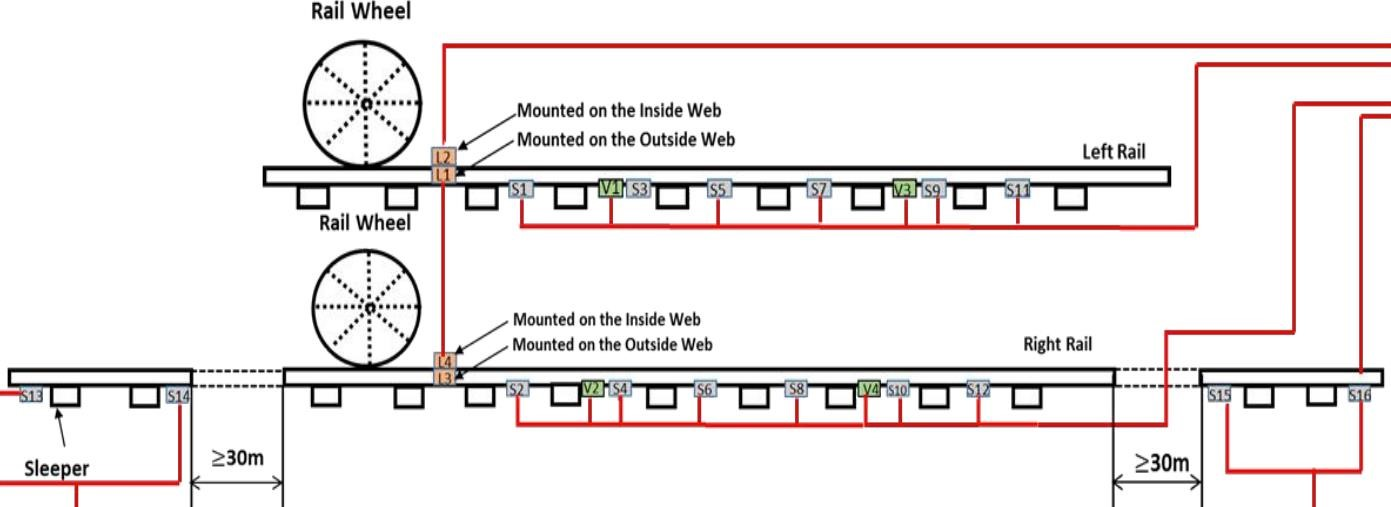 Rail Wheel
Mounted on the Inside Web
L2
Mounted on the Outside Web
Left Rail
L1
S1 V1 S3 S5 S7 V3 S9 S11
Rail Wheel
Mounted on the Inside Web
Mounted on the Outside Web
Right Rail
L4
L3
S13 S14 S2 V2 S4 S6 S8 V4 S10 S12 S15 S16
Sleeper
≥30m
≥30m